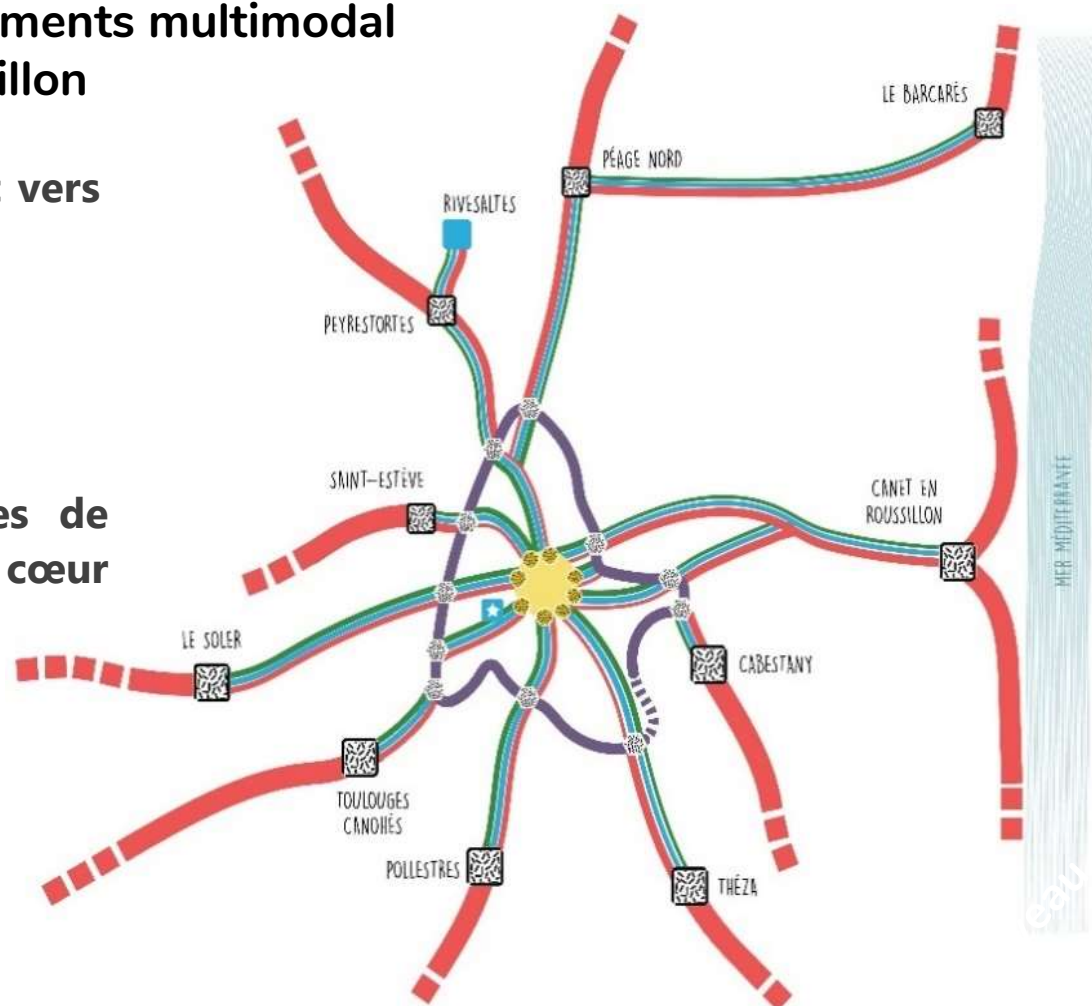 ments multimodal
illon
vers
es de
cœur
LE BARCARÈS
PÉAGE NORD
RIVESALTES
PEYRESTORTES
SAINT-ESTÈVE
CANET EN
ROUSSILLON
MER MÉDITERRANÉE
LE SOLER
CABESTANY
TOULOUGES
CANOHÈS
POLLESTRES
THÉZA
eau